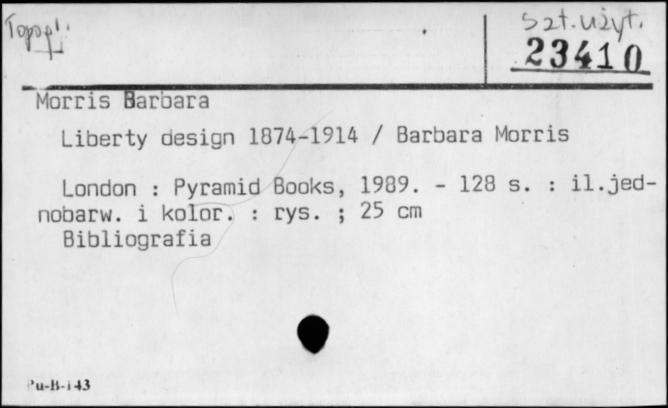 Topogr.
Szt. użyt.
23410
Morris Barbara
Liberty design 1874-1914 / Barbara Morris
London : Pyramid Books, 1989. - 128 s. : il.jed-
nobarw. i kolor. : rys. ; 25 cm
Bibliografia
Pu-B-143